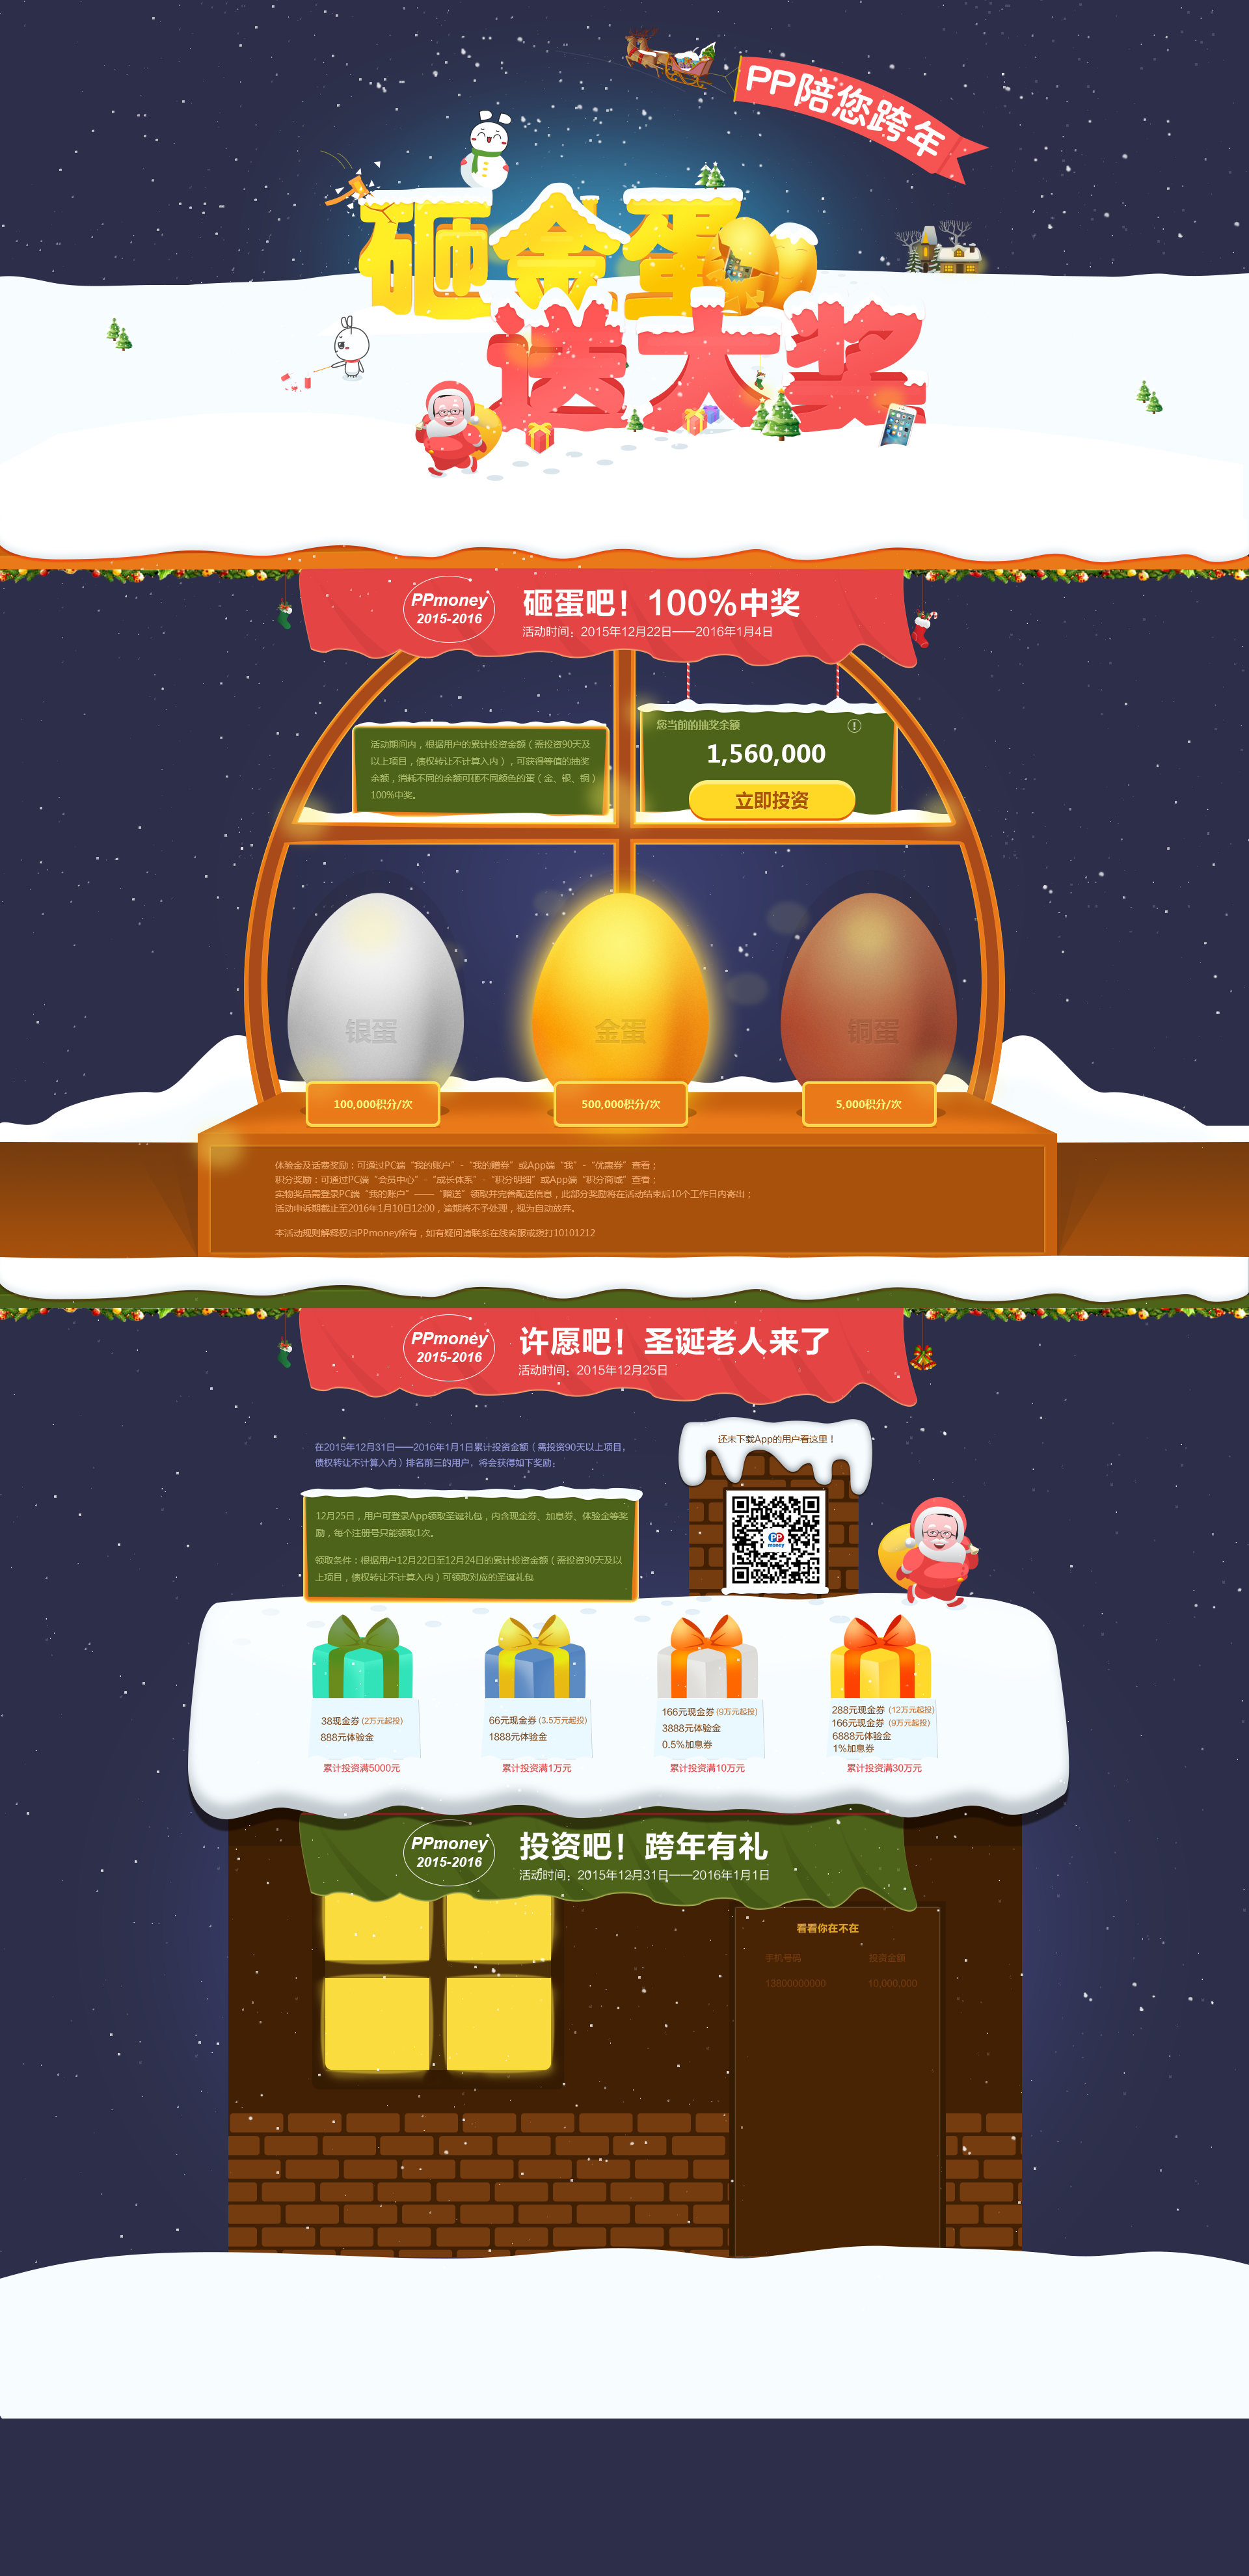 PP陪您跨年
砸金蛋
送大奖
PPmoney
2015-2016
砸蛋吧！100%中奖
活动时间：2015年12月22日——2016年1月4日
活动期间内，根据用户的累计投资金额（需投资90天及
以上项目，债权转让不计算入内），可获得等值的抽奖
余额，消耗不同的余额可砸不同颜色的蛋（金、银、铜）
100%中奖。
您当前的抽奖余额
1,560,000
立即投资
银蛋
金蛋
铜蛋
100,000积分/次
500,000积分/次
5,000积分/次
体验金及话费奖励：可通过PC端“我的账户”-“我的赠券”或App端“我”-“优惠券”查看；
积分奖励：可通过PC端“会员中心”-“成长体系”-“积分明细”或App端“积分商城”查看；
实物奖品需登录PC端“我的账户”——“赠送”领取并完善配送信息，此部分奖励将在活动结束后10个工作日内寄出；
活动申诉期截止至2016年1月10日12:00，逾期将不予处理，视为自动放弃。
本活动规则解释权归PPmoney所有，如有疑问请联系在线客服或拨打10101212
PPmoney
2015-2016
许愿吧！圣诞老人来了
活动时间：2015年12月25日
在2015年12月31日——2016年1月1日累计投资金额（需投资90天以上项目，
债权转让不计算入内）排名前三的用户，将会获得如下奖励：
还未下载App的用户看这里！
PP
money
12月25日，用户可登录App领取圣诞礼包，内含现金券、加息券、体验金等奖
励，每个注册号只能领取1次。
领取条件：根据用户12月22日至12月24日的累计投资金额（需投资90天及以
上项目，债权转让不计算入内）可领取对应的圣诞礼包
38现金券 (2万元起投)
888元体验金
累计投资满5000元
66元现金券 (3.5万元起投)
1888元体验金
累计投资满1万元
166元现金券 (9万元起投)
3888元体验金
0.5%加息券
累计投资满10万元
288元现金券 (12万元起投)
166元现金券 (9万元起投)
6888元体验金
1%加息券
累计投资满30万元
PPmoney
2015-2016
投资吧！跨年有礼
活动时间：2015年12月31日——2016年1月1日
看看你在不在
手机号码 投资金额
13800000000 10,000,000